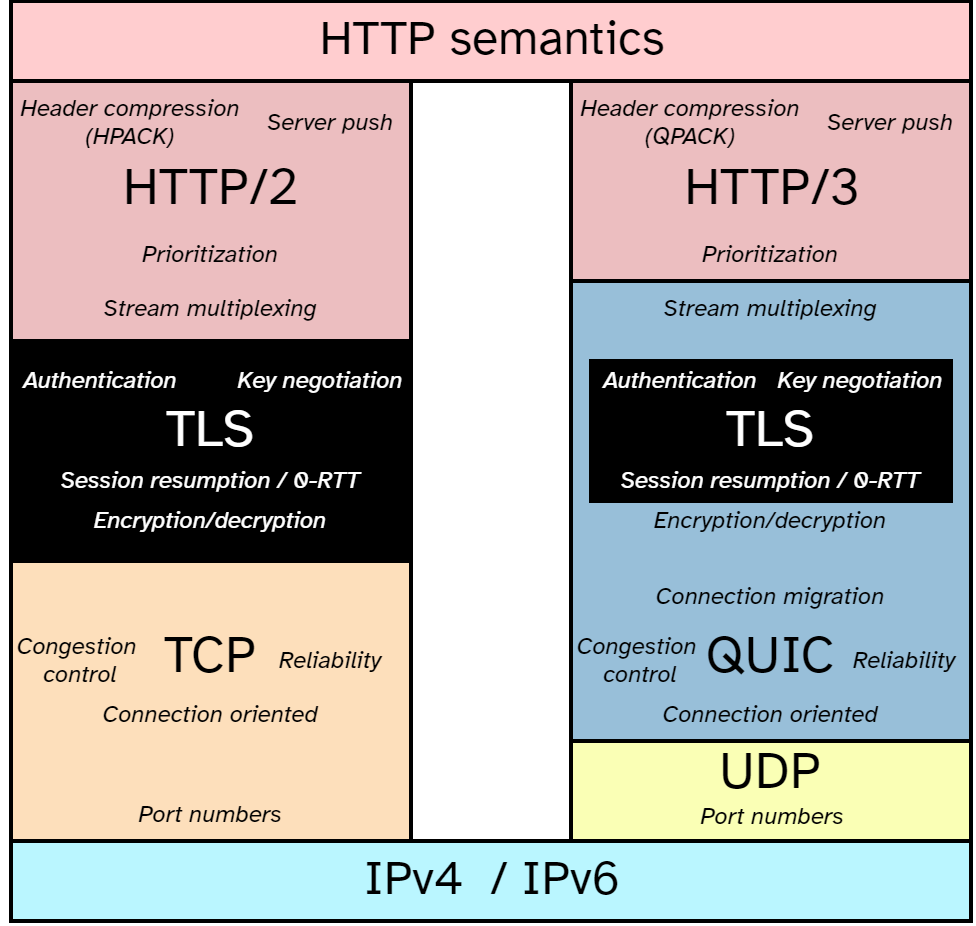 HTTP semantics
Header compression
(HPACK)
Server push
HTTP/2
Prioritization
Stream multiplexing
Authentication
Key negotiation
TLS
Session resumption / 0-RTT
Encryption/decryption
Congestion
control
TCP
Reliability
Connection oriented
Port numbers
Header compression
(QPACK)
Server push
HTTP/3
Prioritization
Stream multiplexing
Authentication
Key negotiation
TLS
Session resumption / 0-RTT
Encryption/decryption
Connection migration
Congestion
control
QUIC
Reliability
Connection oriented
UDP
Port numbers
IPv4 / IPv6